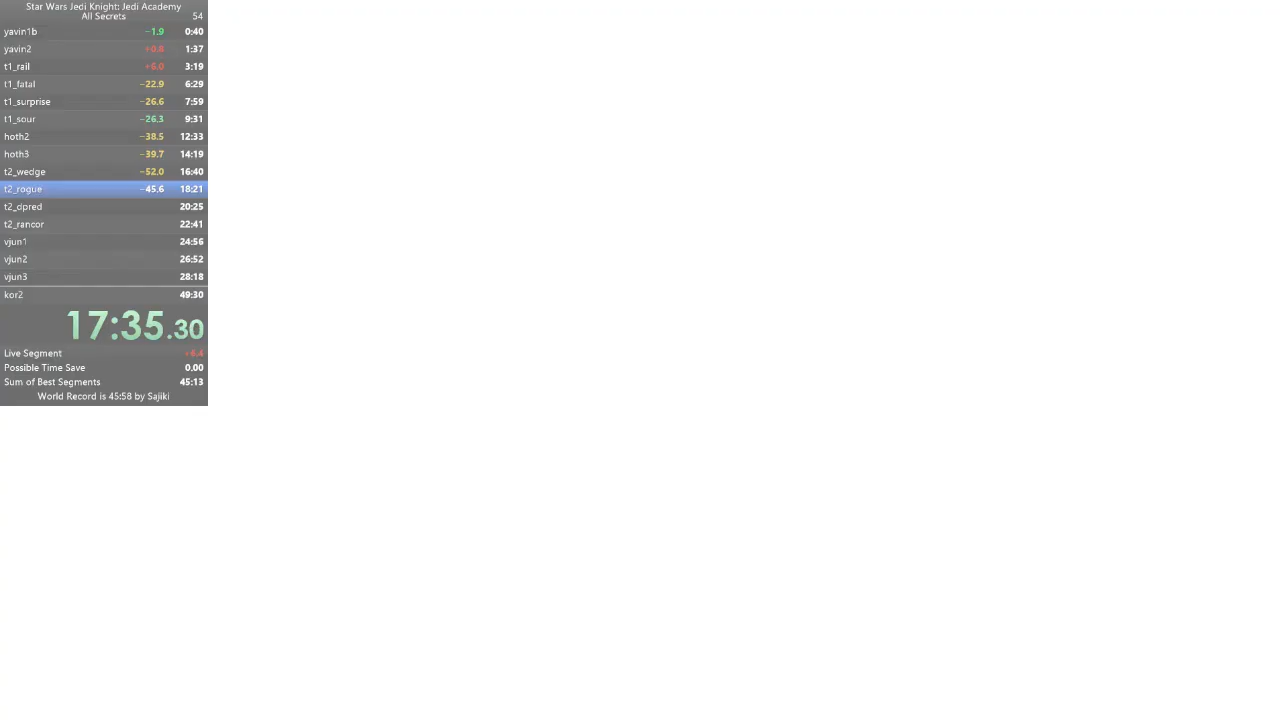 Star Wars Jedi Knight: Jedi Academy
All Secrets 54
yavin1b −1.9 0:40
yavin2 +0.8 1:37
t1_rail +6.0 3:19
t1_fatal −22.9 6:29
t1_surprise −26.6 7:59
t1_sour −26.3 9:31
hoth2 −38.5 12:33
hoth3 −39.7 14:19
t2_wedge −52.0 16:40
t2_rogue −45.6 18:21
t2_dpred 20:25
t2_rancor 22:41
vjun1 24:56
vjun2 26:52
vjun3 28:18
kor2 49:30
17:35.30
Live Segment +6.4
Possible Time Save 0.00
Sum of Best Segments 45:13
World Record is 45:58 by Sajiki